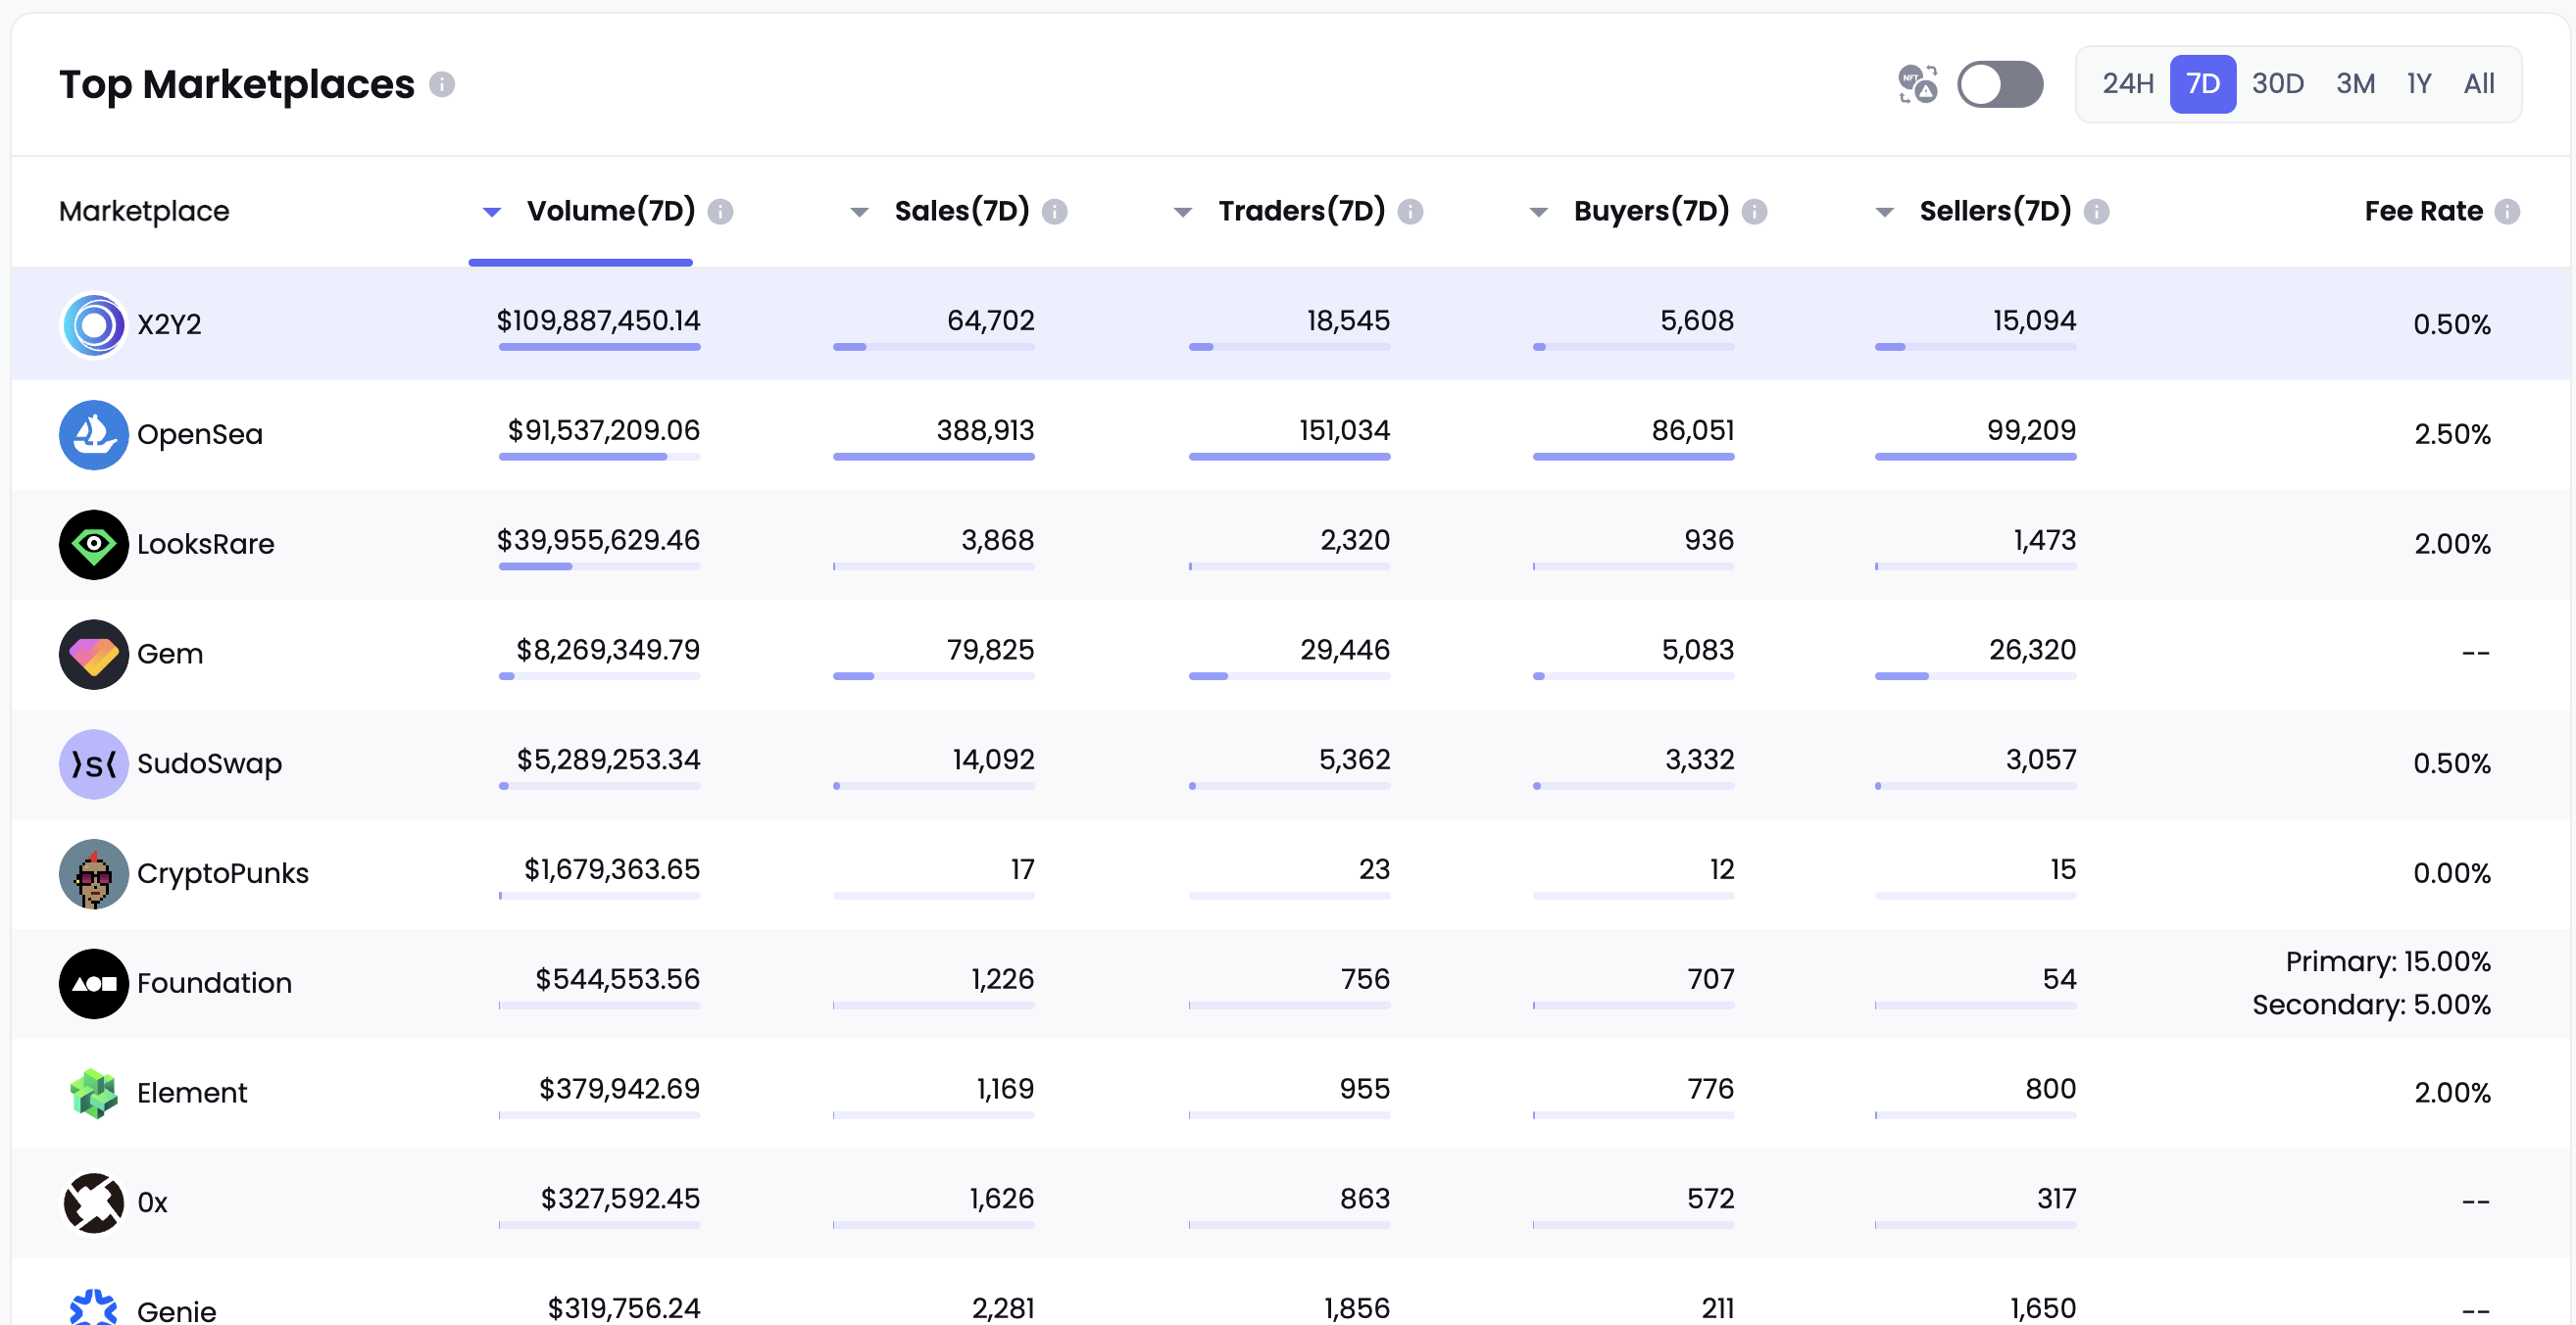 Top Marketplaces
NFT
24H 7D 30D 3M 1Y All
Marketplace Volume(7D) Sales(7D) Traders(7D) Buyers(7D) Sellers(7D) Fee Rate
X2Y2 $109,887,450.14 64,702 18,545 5,608 15,094 0.50%
OpenSea $91,537,209.06 388,913 151,034 86,051 99,209 2.50%
LooksRare $39,955,629.46 3,868 2,320 936 1,473 2.00%
Gem $8,269,349.79 79,825 29,446 5,083 26,320 --
)s( SudoSwap $5,289,253.34 14,092 5,362 3,332 3,057 0.50%
CryptoPunks $1,679,363.65 17 23 12 15 0.00%
Foundation $544,553.56 1,226 756 707 54 Primary: 15.00%
Secondary: 5.00%
Element $379,942.69 1,169 955 776 800 2.00%
0x $327,592.45 1,626 863 572 317 --
Genie $319,756.24 2,281 1,856 211 1,650 --